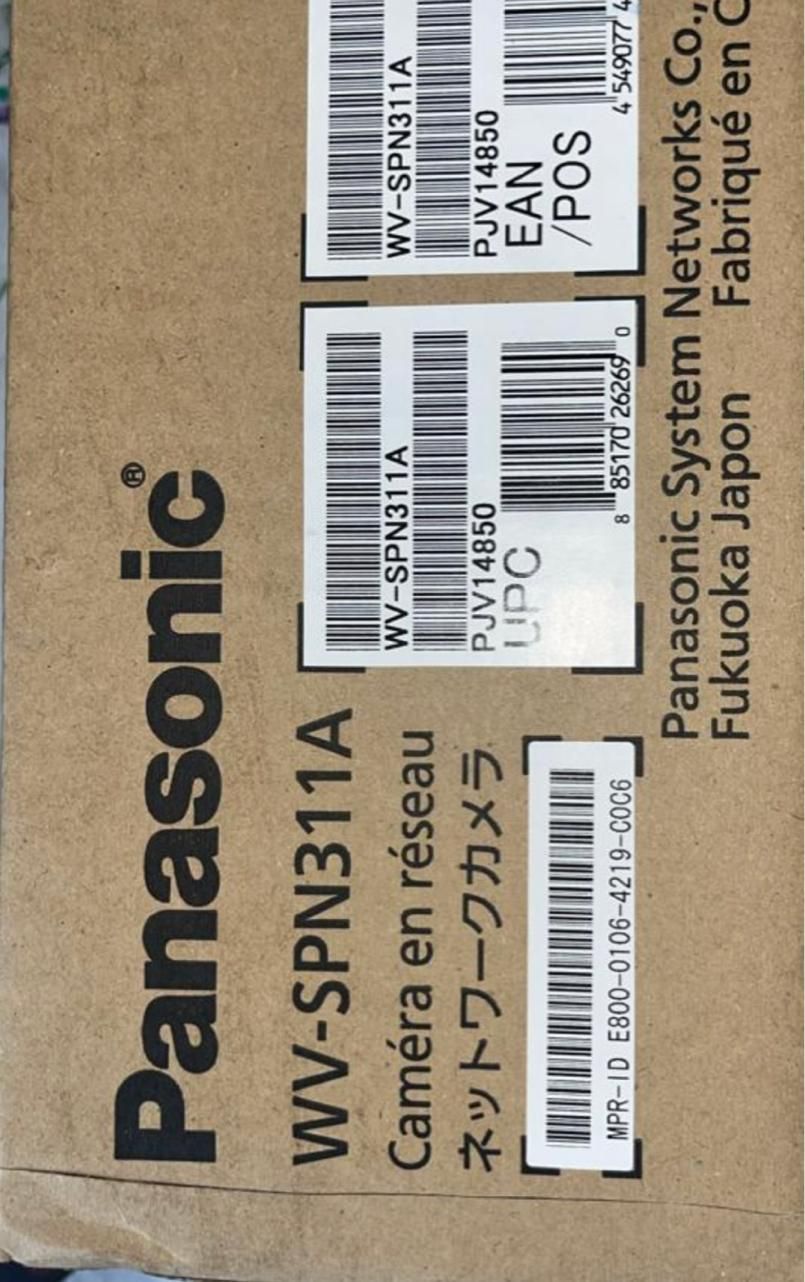 Panasonic®
WV-SPN311A
Caméra en réseau
ネットワークカメラ
MPR-ID E800-0106-4219-C0C6
WV-SPN311A
PJV14850
UPC
8 85170 26269 0
WV-SPN311A
PJV14850
EAN
/POS
4 549077 4
Panasonic System Networks Co.,
Fukuoka Japon Fabriqué en C